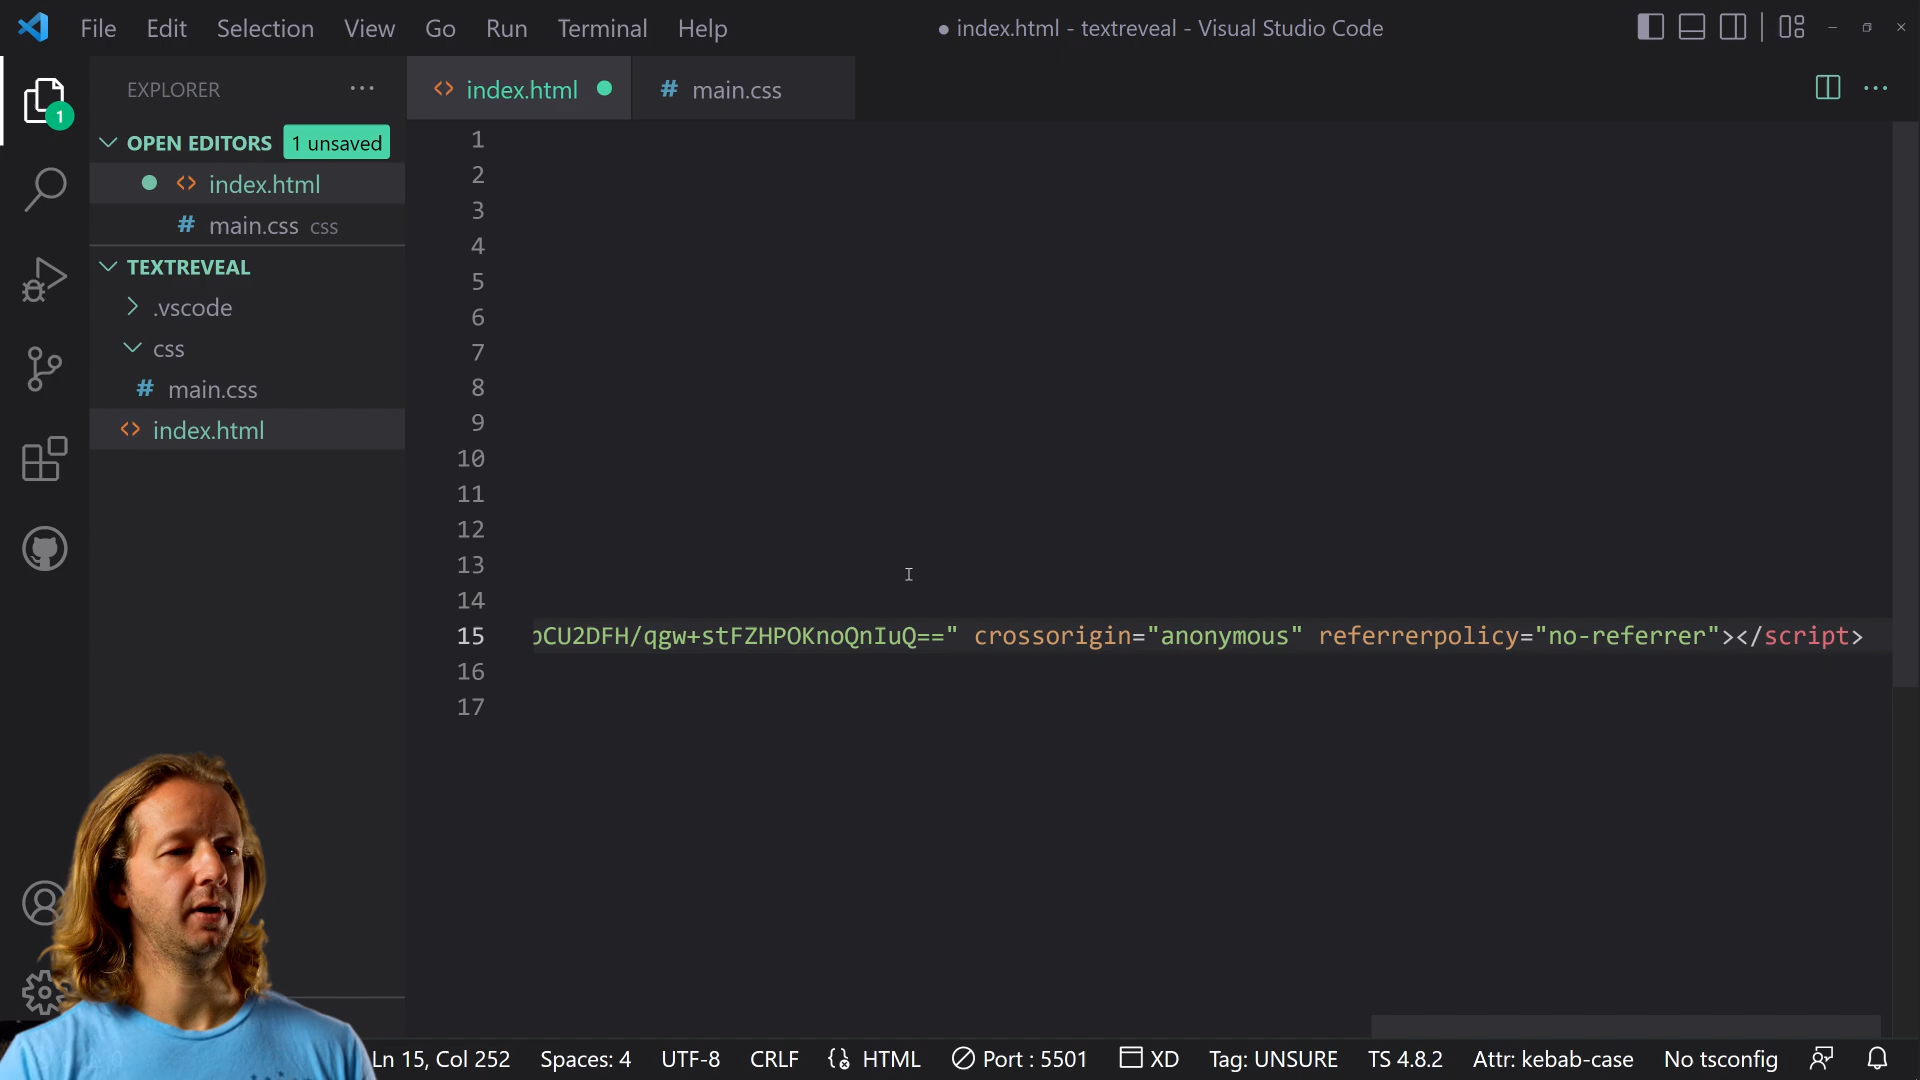 File Edit Selection View Go Run Terminal Help
● index.html - textreveal - Visual Studio Code
EXPLORER
index.html
main.css
1
OPEN EDITORS
1 unsaved
index.html
main.css css
TEXTREVEAL
.vscode
css
main.css
index.html
1
2
3
4
5
6
7
8
9
10
11
12
13
14
15 CU2DFH/qgw+stFZHPOKnoQnIuQ==" crossorigin="anonymous" referrerpolicy="no-referrer"></script>
16
17
Ln 15, Col 252 Spaces: 4 UTF-8 CRLF HTML Port : 5501 XD Tag: UNSURE TS 4.8.2 Attr: kebab-case No tsconfig